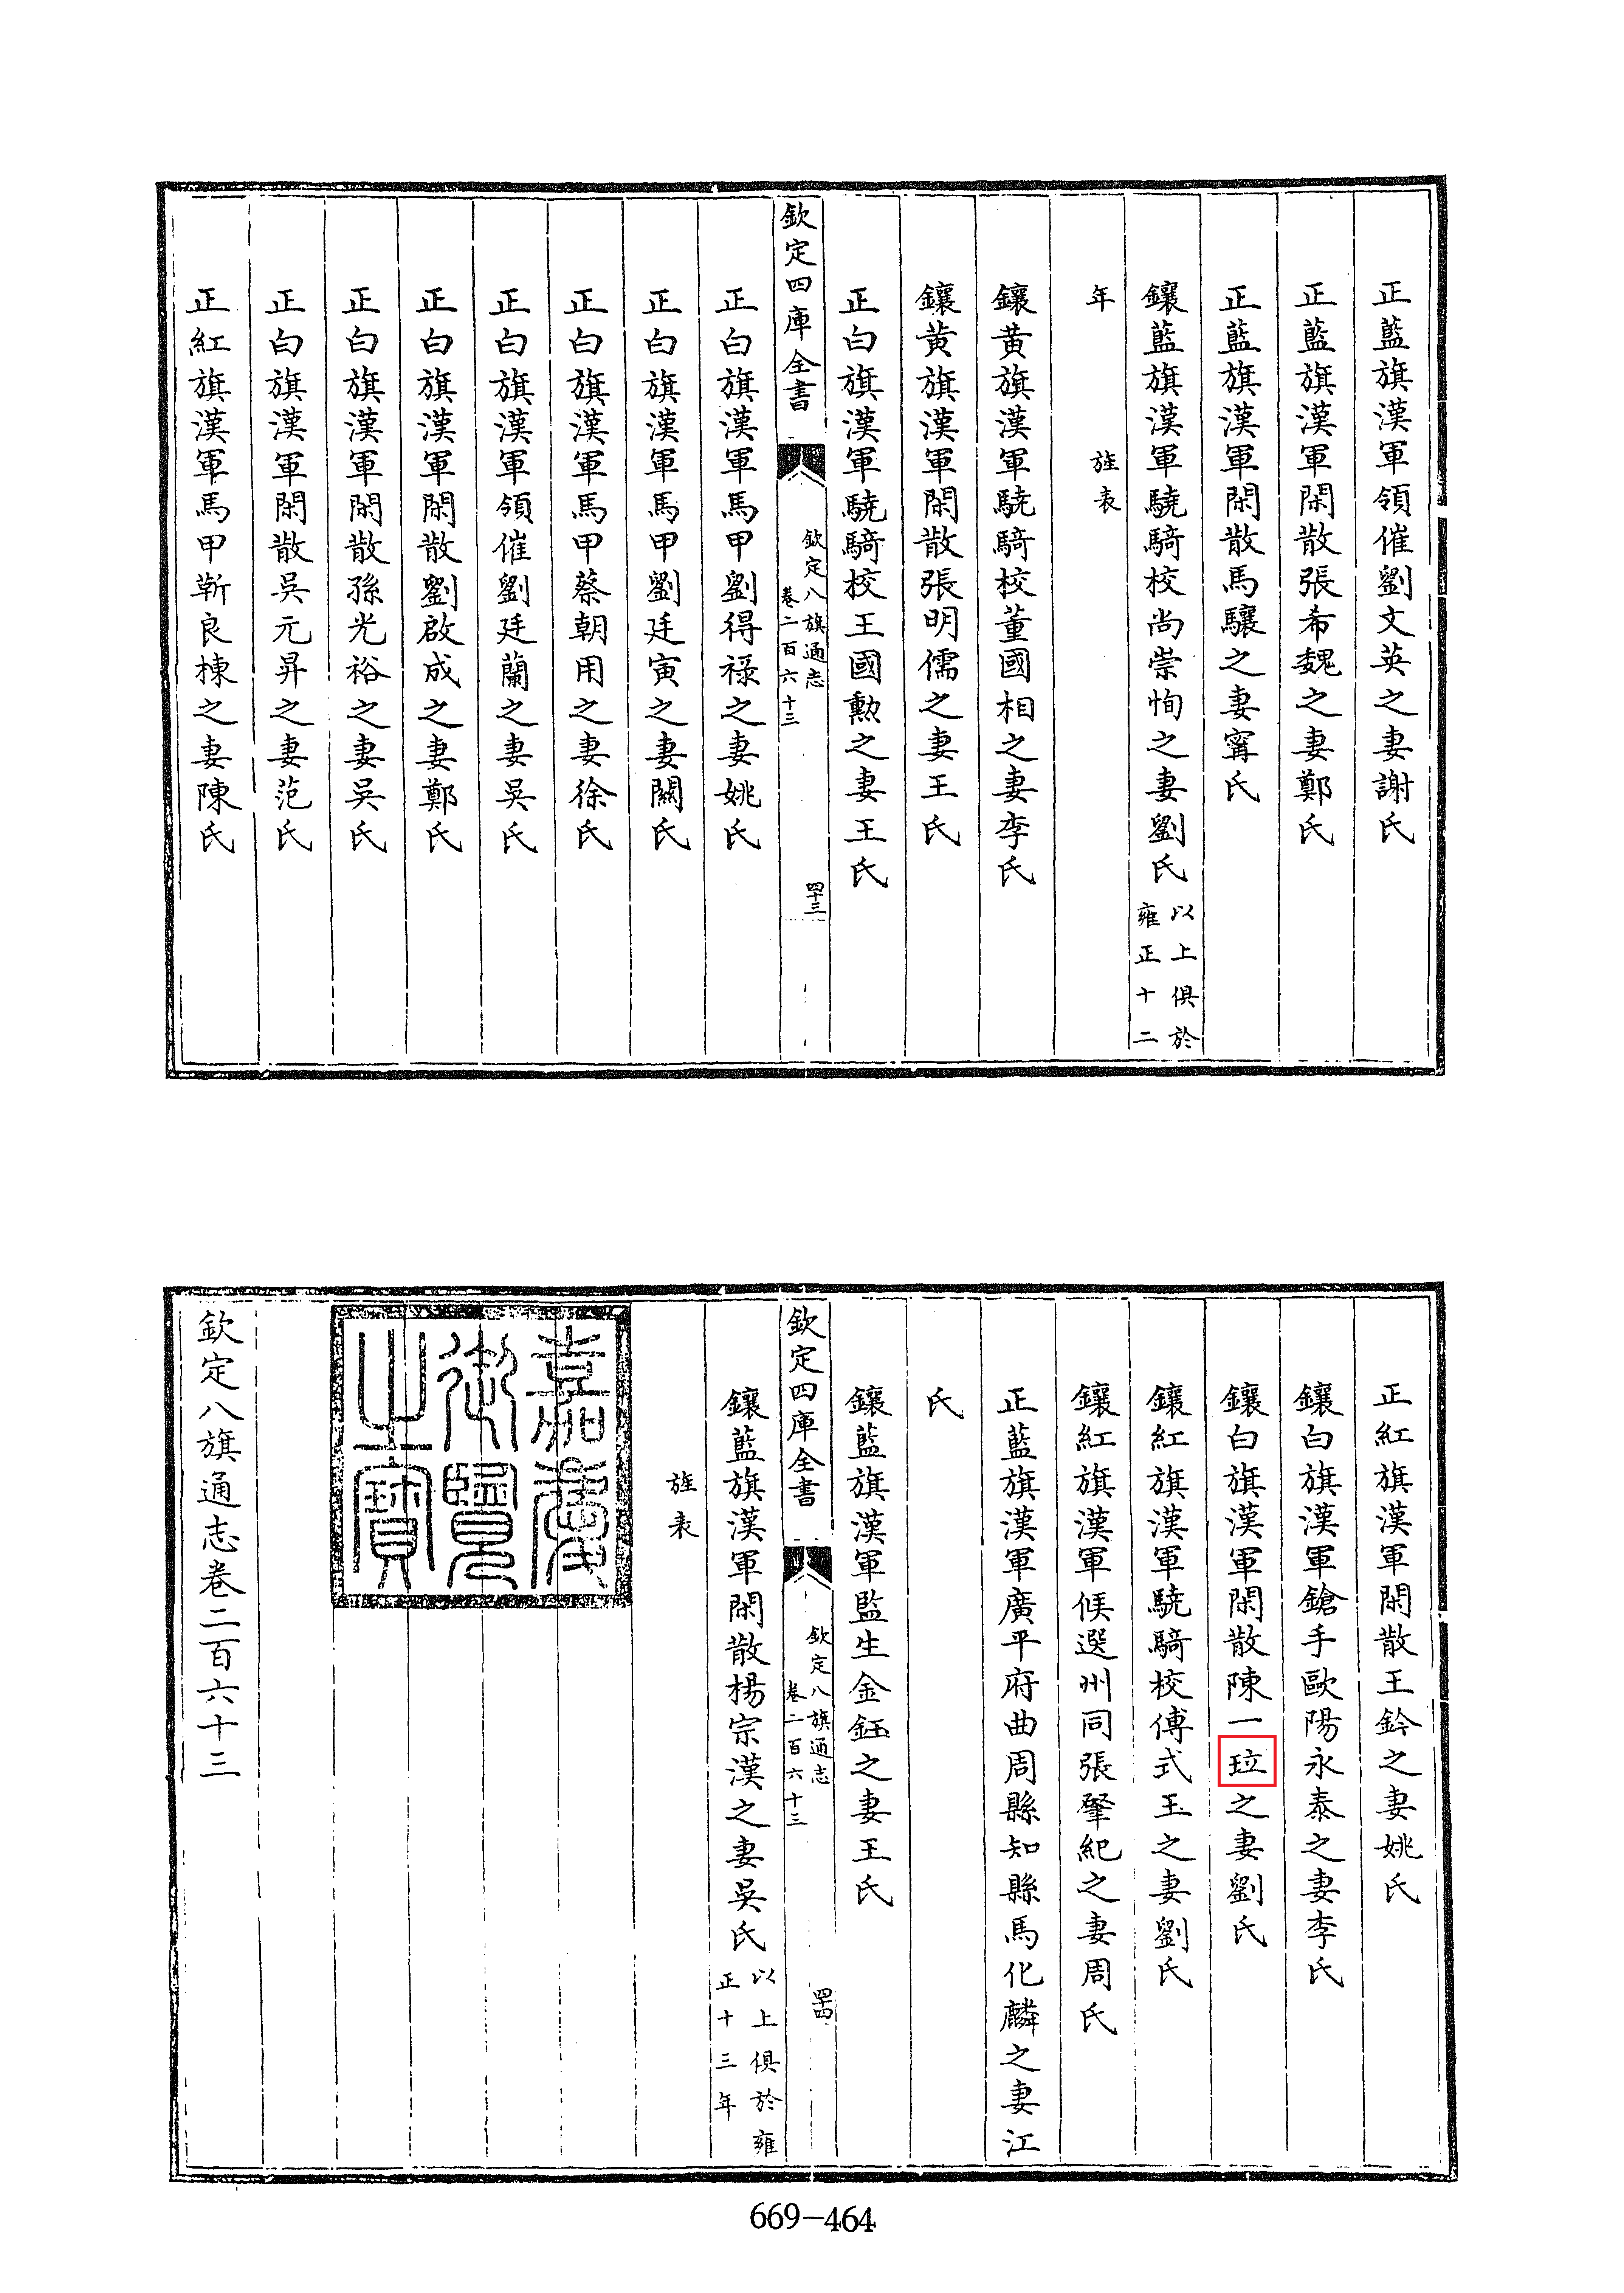 正藍旗漢軍領催劉文英之妻謝氏
正藍旗漢軍閑散張希魏之妻鄭氏
正藍旗漢軍閑散馬驤之妻寗氏
鑲藍旗漢軍驍騎校尚崇恂之妻劉氏以上俱於
雍正十二
年
旌表
鑲黄旗漢軍驍騎校董國相之妻李氏
鑲黄旗漢軍閑散張明儒之妻王氏
正白旗漢軍驍騎校王國勲之妻王氏
欽定四庫全書
欽定八旗通志
卷二百六十三
四十三
正白旗漢軍馬甲劉得禄之妻姚氏
正白旗漢軍馬甲劉廷寅之妻闗氏
正白旗漢軍馬甲蔡朝用之妻徐氏
正白旗漢軍領催劉廷蘭之妻吳氏
正白旗漢軍閑散劉啟成之妻鄭氏
正白旗漢軍閑散孫光裕之妻吳氏
正白旗漢軍閑散吳元昇之妻范氏
正紅旗漢軍馬甲靳良棟之妻陳氏
正紅旗漢軍閑散王鈐之妻姚氏
鑲白旗漢軍鎗手歐陽永泰之妻李氏
鑲白旗漢軍閑散陳一㺹之妻劉氏
鑲紅旗漢軍驍騎校傅式玉之妻劉氏
鑲紅旗漢軍候選州同張肇紀之妻周氏
正藍旗漢軍廣平府曲周縣知縣馬化麟之妻江
氏
鑲藍旗漢軍監生金鈺之妻王氏
欽定四庫全書
欽定八旗通志
卷二百六十三
四十四
鑲藍旗漢軍閑散楊宗漢之妻吳氏以上俱於雍
正十三年
旌表
嘉慶
御覽
之寶
欽定八旗通志卷二百六十三
669-464